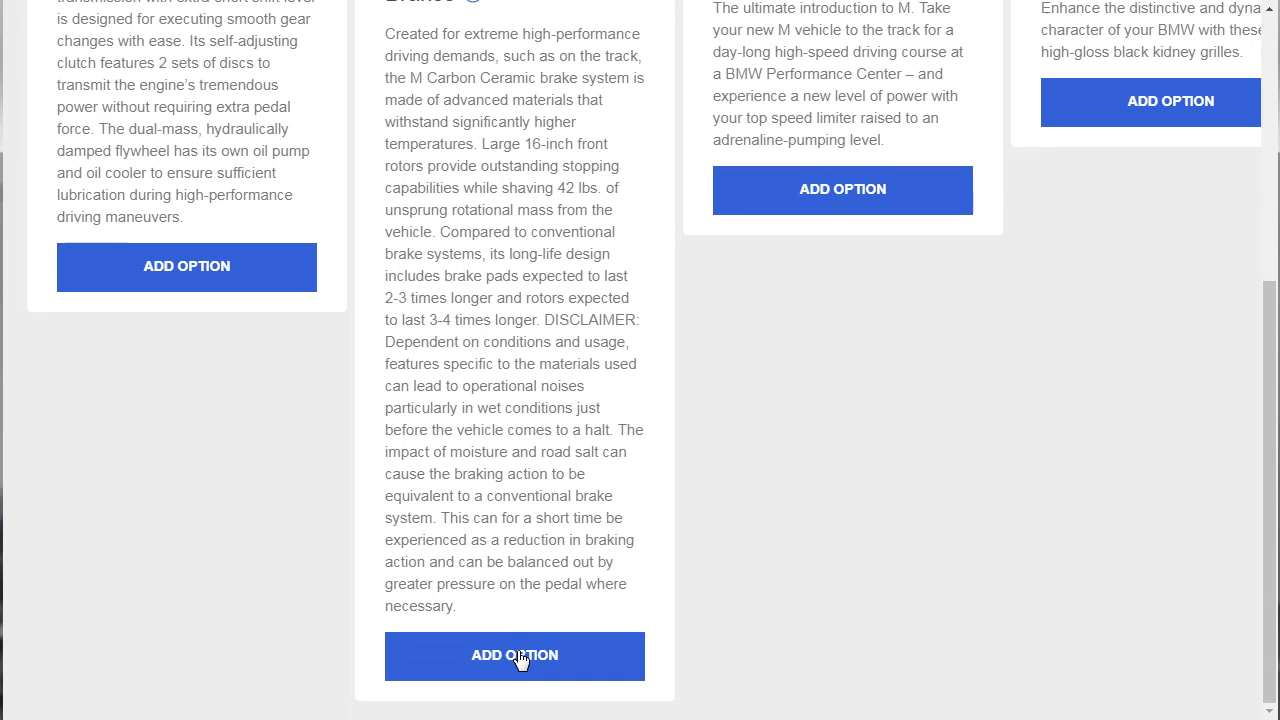 is designed for executing smooth gear
changes with ease. Its self-adjusting
clutch features 2 sets of discs to
transmit the engine’s tremendous
power without requiring extra pedal
force. The dual-mass, hydraulically
damped flywheel has its own oil pump
and oil cooler to ensure sufficient
lubrication during high-performance
driving maneuvers.
ADD OPTION
Created for extreme high-performance
driving demands, such as on the track,
the M Carbon Ceramic brake system is
made of advanced materials that
withstand significantly higher
temperatures. Large 16-inch front
rotors provide outstanding stopping
capabilities while shaving 42 lbs. of
unsprung rotational mass from the
vehicle. Compared to conventional
brake systems, its long-life design
includes brake pads expected to last
2-3 times longer and rotors expected
to last 3-4 times longer. DISCLAIMER:
Dependent on conditions and usage,
features specific to the materials used
can lead to operational noises
particularly in wet conditions just
before the vehicle comes to a halt. The
impact of moisture and road salt can
cause the braking action to be
equivalent to a conventional brake
system. This can for a short time be
experienced as a reduction in braking
action and can be balanced out by
greater pressure on the pedal where
necessary.
ADD OPTION
The ultimate introduction to M. Take
your new M vehicle to the track for a
day-long high-speed driving course at
a BMW Performance Center – and
experience a new level of power with
your top speed limiter raised to an
adrenaline-pumping level.
ADD OPTION
Enhance the distinctive and dyna
character of your BMW with these
high-gloss black kidney grilles.
ADD OPTION